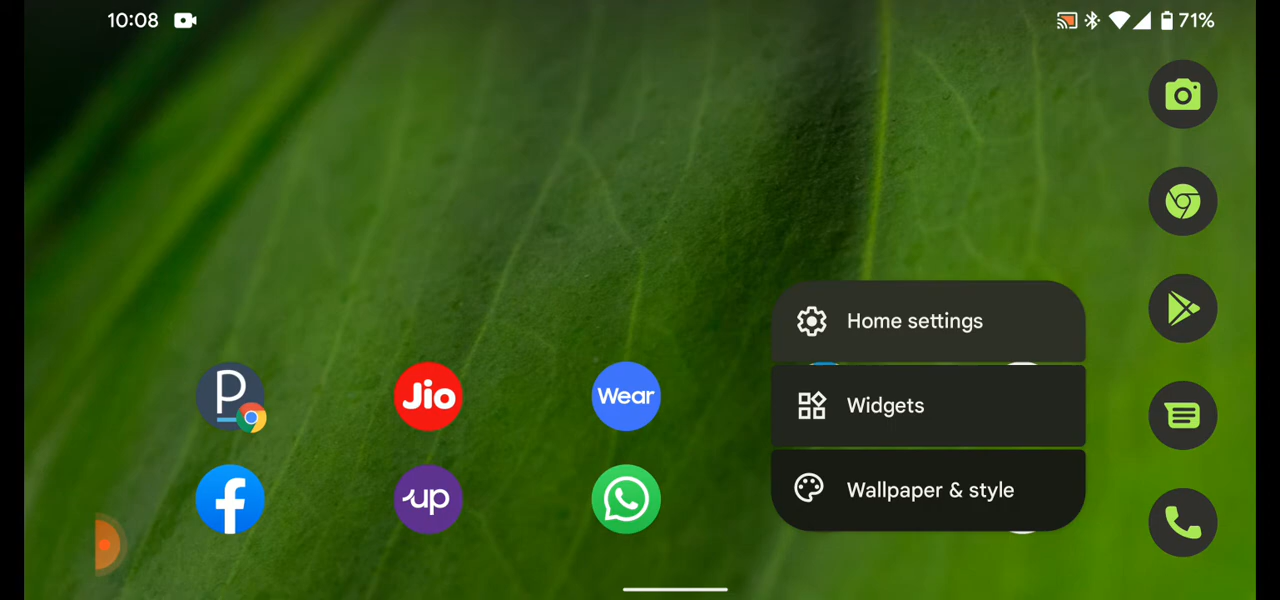 10:08
71%
Home settings
P
Jio
Wear
Widgets
up
Wallpaper & style